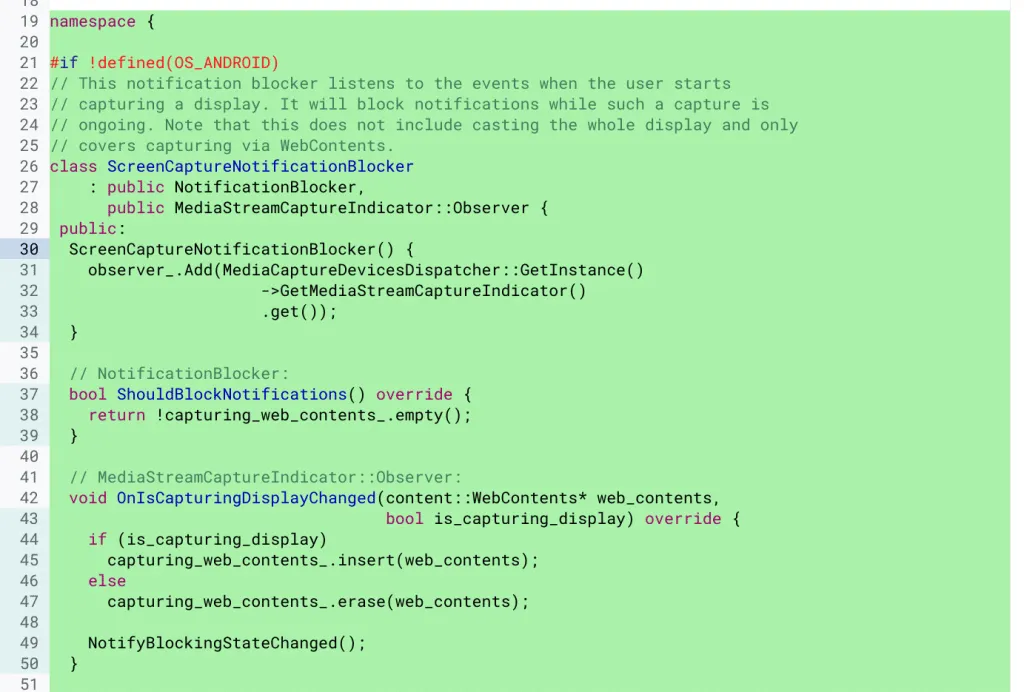 18
19 namespace {
20
21 #if !defined(OS_ANDROID)
22 // This notification blocker listens to the events when the user starts
23 // capturing a display. It will block notifications while such a capture is
24 // ongoing. Note that this does not include casting the whole display and only
25 // covers capturing via WebContents.
26 class ScreenCaptureNotificationBlocker
27     : public NotificationBlocker,
28       public MediaStreamCaptureIndicator::Observer {
29  public:
30   ScreenCaptureNotificationBlocker() {
31     observer_.Add(MediaCaptureDevicesDispatcher::GetInstance()
32                       ->GetMediaStreamCaptureIndicator()
33                       .get());
34   }
35
36   // NotificationBlocker:
37   bool ShouldBlockNotifications() override {
38     return !capturing_web_contents_.empty();
39   }
40
41   // MediaStreamCaptureIndicator::Observer:
42   void OnIsCapturingDisplayChanged(content::WebContents* web_contents,
43                                    bool is_capturing_display) override {
44     if (is_capturing_display)
45       capturing_web_contents_.insert(web_contents);
46     else
47       capturing_web_contents_.erase(web_contents);
48
49     NotifyBlockingStateChanged();
50   }
51